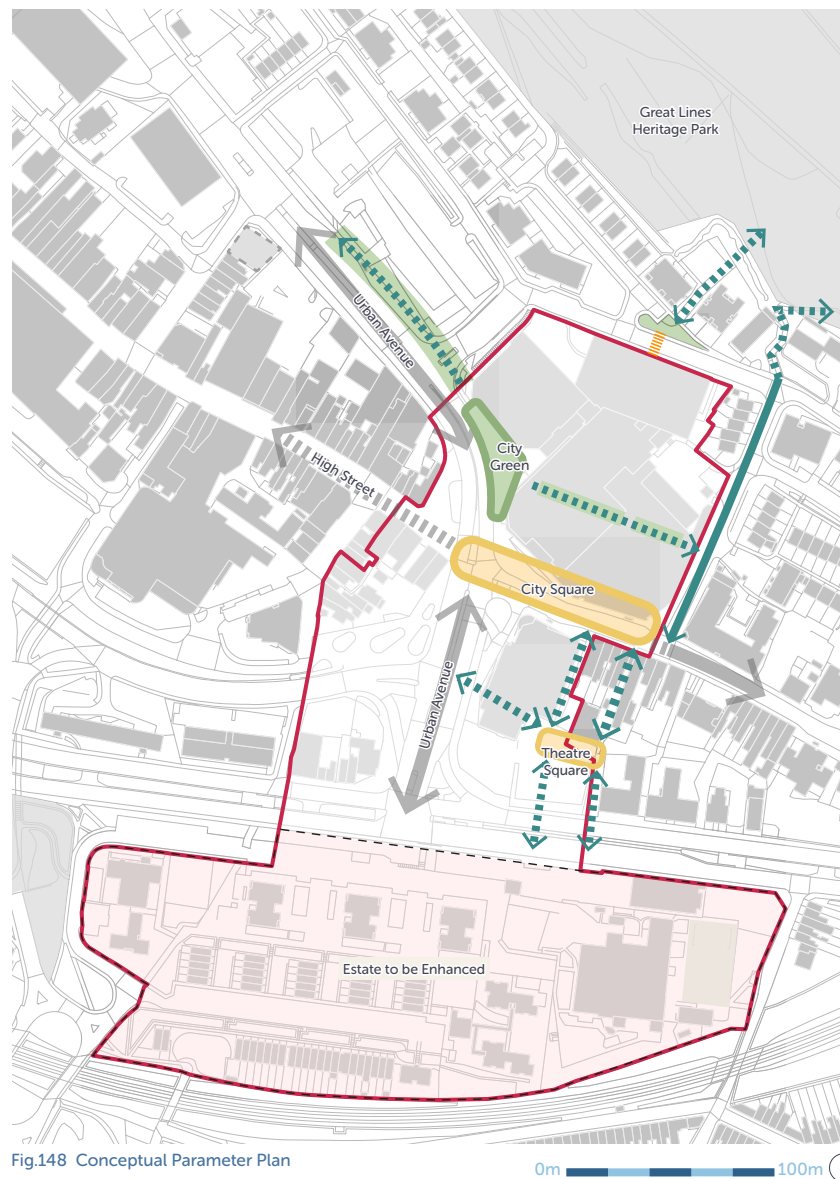 Great Lines
Heritage Park
Urban Avenue
High Street
City
Green
City Square
Urban Avenue
Theatre
Square
Estate to be Enhanced
Fig.148 Conceptual Parameter Plan
0m
100m